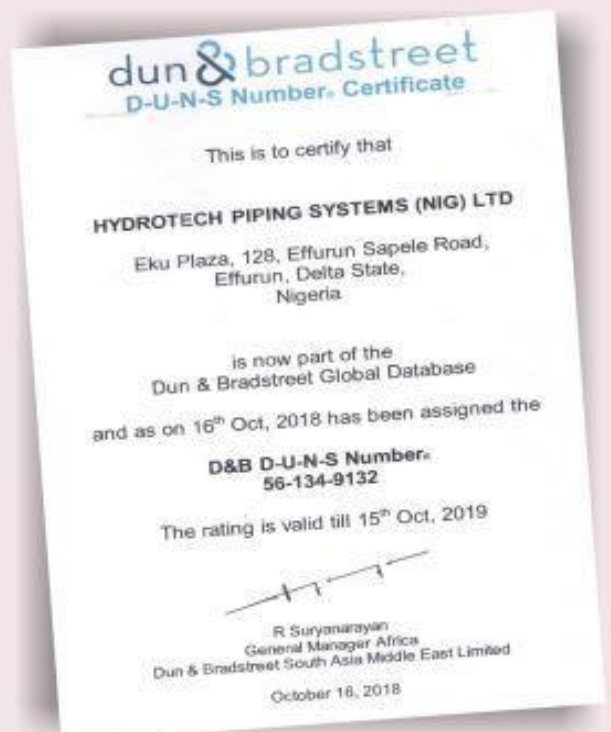 dun & bradstreet
D-U-N-S Number® Certificate
This is to certify that
HYDROTECH PIPING SYSTEMS (NIG) LTD
Eku Plaza, 128, Effurun Sapele Road,
Effurun, Delta State,
Nigeria
is now part of the
Dun & Bradstreet Global Database
and as on 16th Oct, 2018 has been assigned the
D&B D-U-N-S Number®
56-134-9132
The rating is valid till 15th Oct, 2019
R Suryanarayan
General Manager Africa
Dun & Bradstreet South Asia Middle East Limited
October 16, 2018